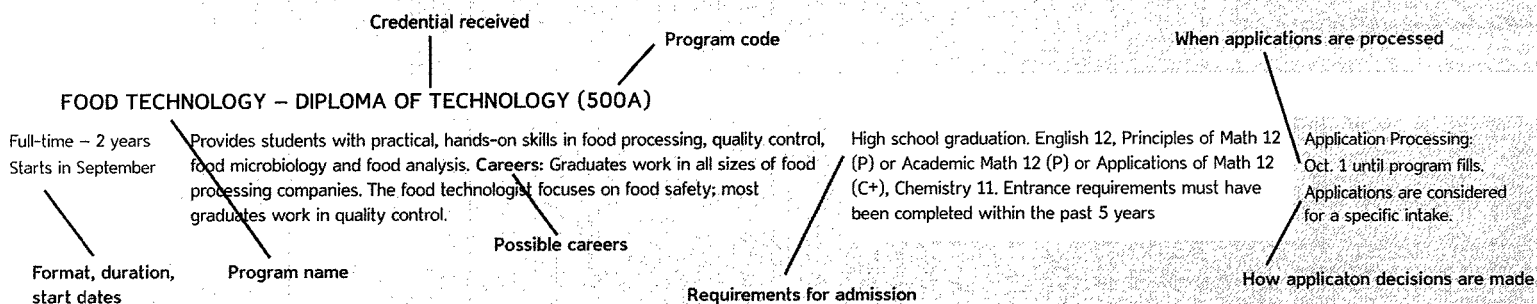 Credential received
Program code
When applications are processed
FOOD TECHNOLOGY – DIPLOMA OF TECHNOLOGY (500A)
Full-time – 2 years
Starts in September
Provides students with practical, hands-on skills in food processing, quality control,
food microbiology and food analysis. Careers: Graduates work in all sizes of food
processing companies. The food technologist focuses on food safety; most
graduates work in quality control.
High school graduation. English 12, Principles of Math 12
(P) or Academic Math 12 (P) or Applications of Math 12
(C+), Chemistry 11. Entrance requirements must have
been completed within the past 5 years
Application Processing:
Oct. 1 until program fills.
Applications are considered
for a specific intake.
Format, duration,
start dates
Program name
Possible careers
Requirements for admission
How applicaton decisions are made